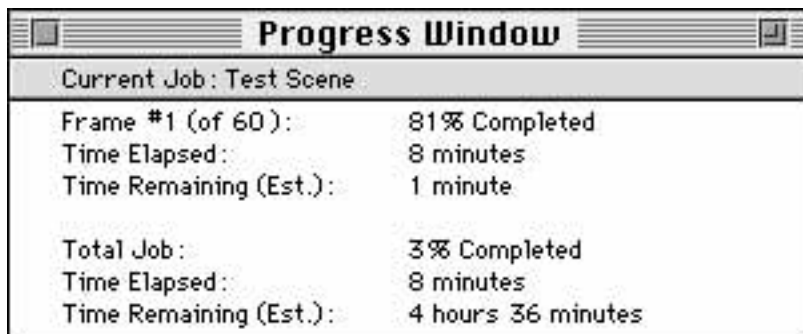 Progress Window
Current Job: Test Scene
Frame #1 (of 60): 81% Completed
Time Elapsed: 8 minutes
Time Remaining (Est.): 1 minute
Total Job: 3% Completed
Time Elapsed: 8 minutes
Time Remaining (Est.): 4 hours 36 minutes